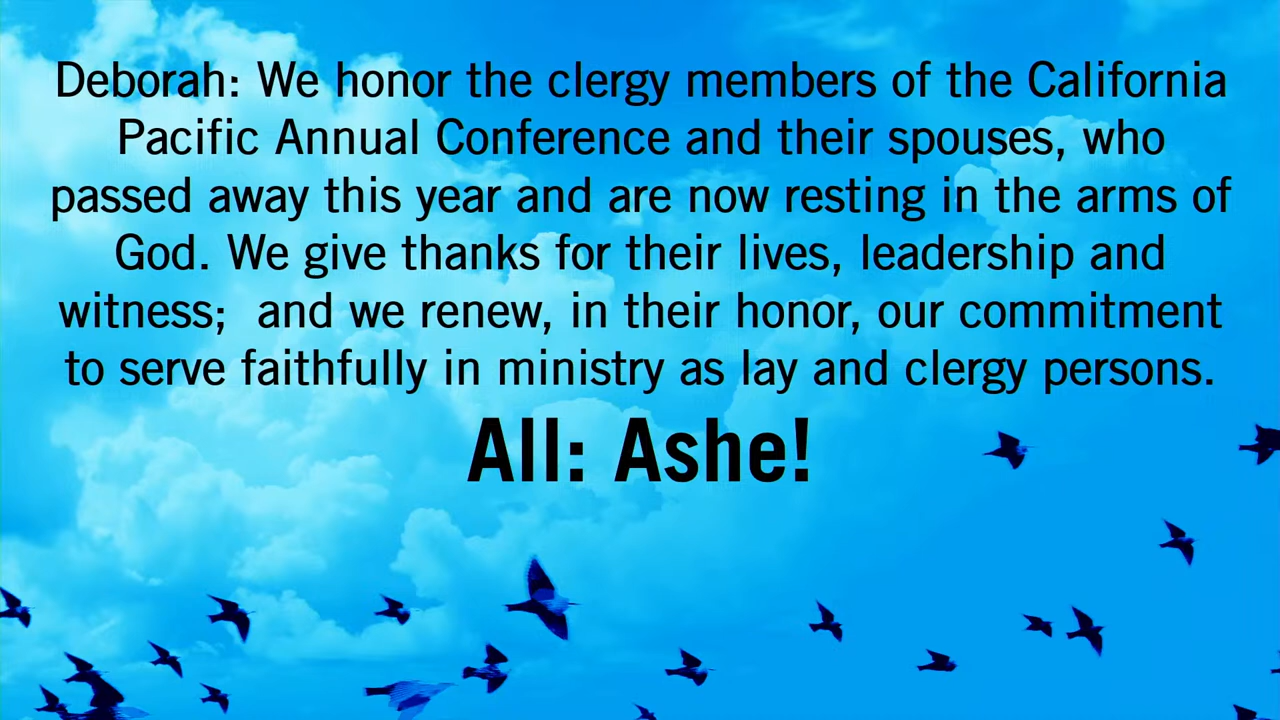 Deborah: We honor the clergy members of the California
Pacific Annual Conference and their spouses, who
passed away this year and are now resting in the arms of
God. We give thanks for their lives, leadership and
witness;  and we renew, in their honor, our commitment
to serve faithfully in ministry as lay and clergy persons.
All: Ashe!